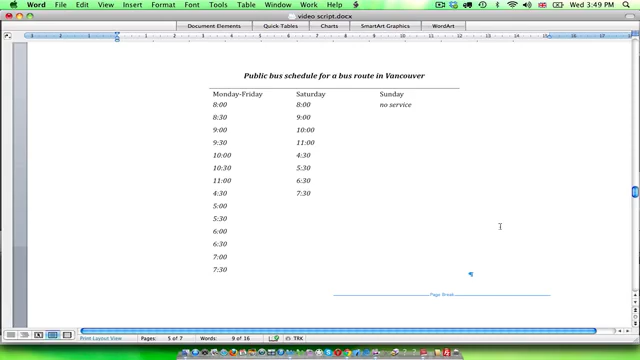 Word File Edit View Insert Format Font Tools Table Window Help Wed 3:49 PM
video script.docx
Document Elements Quick Tables Charts SmartArt Graphics WordArt
Public bus schedule for a bus route in Vancouver
Monday-Friday Saturday Sunday
8:00 8:00 no service
8:30 9:00
9:00 10:00
9:30 11:00
10:00 4:30
10:30 5:30
11:00 6:30
4:30 7:30
5:00
5:30
6:00
6:30
7:00
7:30
Page Break
Print Layout View Pages: 5 of 7 Words: 9 of 16 TRK